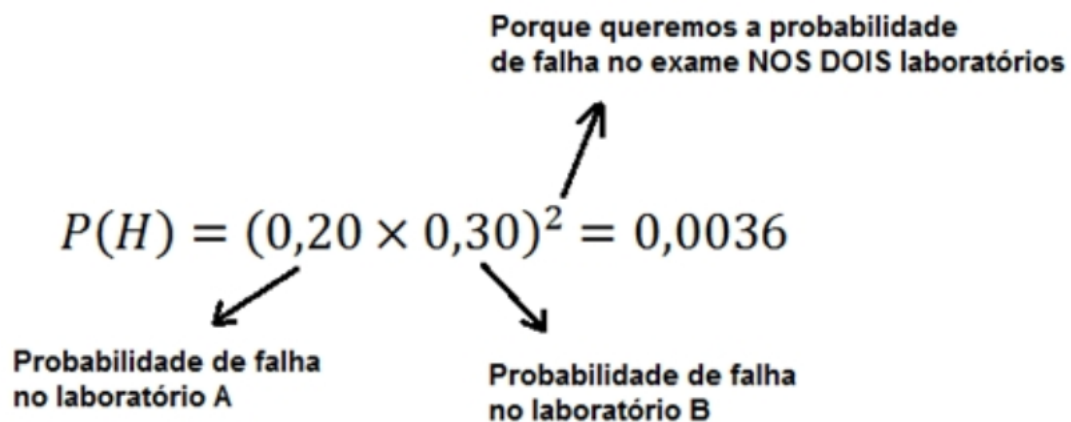 Porque queremos a probabilidade
de falha no exame NOS DOIS laboratórios
P(H) = (0,20 × 0,30)² = 0,0036
Probabilidade de falha
no laboratório A
Probabilidade de falha
no laboratório B